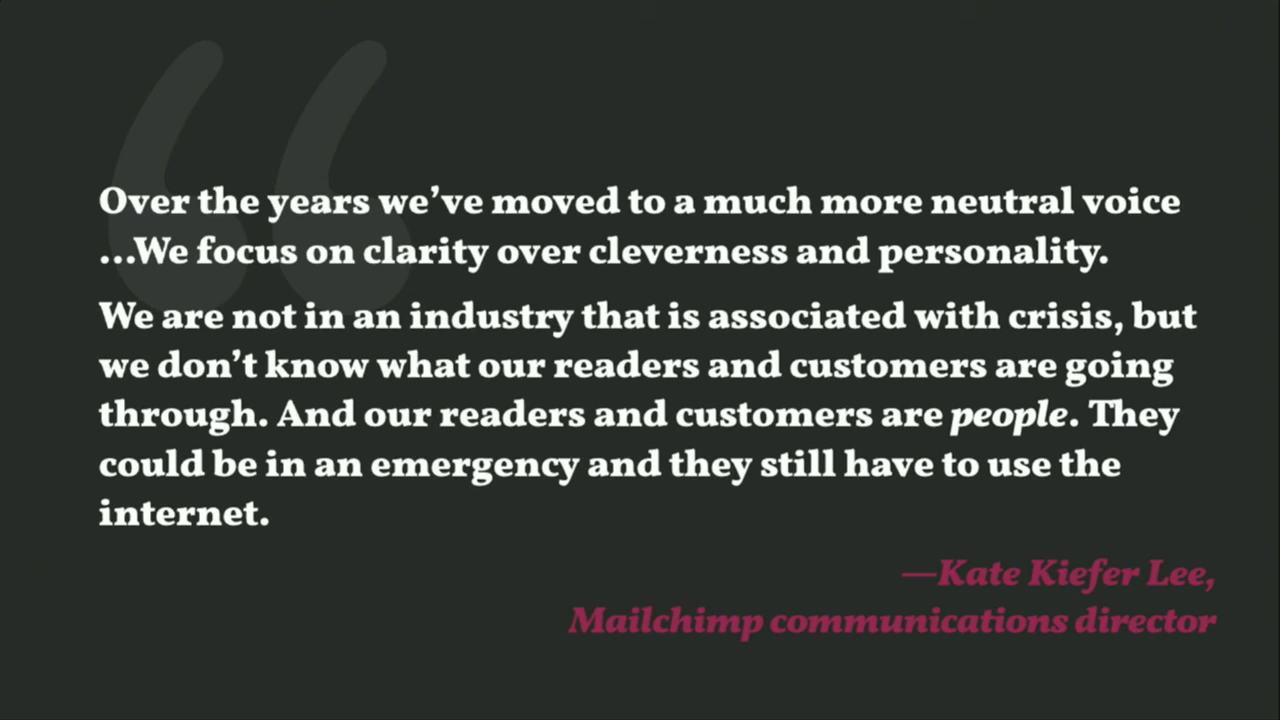 Over the years we’ve moved to a much more neutral voice
…We focus on clarity over cleverness and personality.
We are not in an industry that is associated with crisis, but
we don’t know what our readers and customers are going
through. And our readers and customers are people. They
could be in an emergency and they still have to use the
internet.
—Kate Kiefer Lee,
Mailchimp communications director